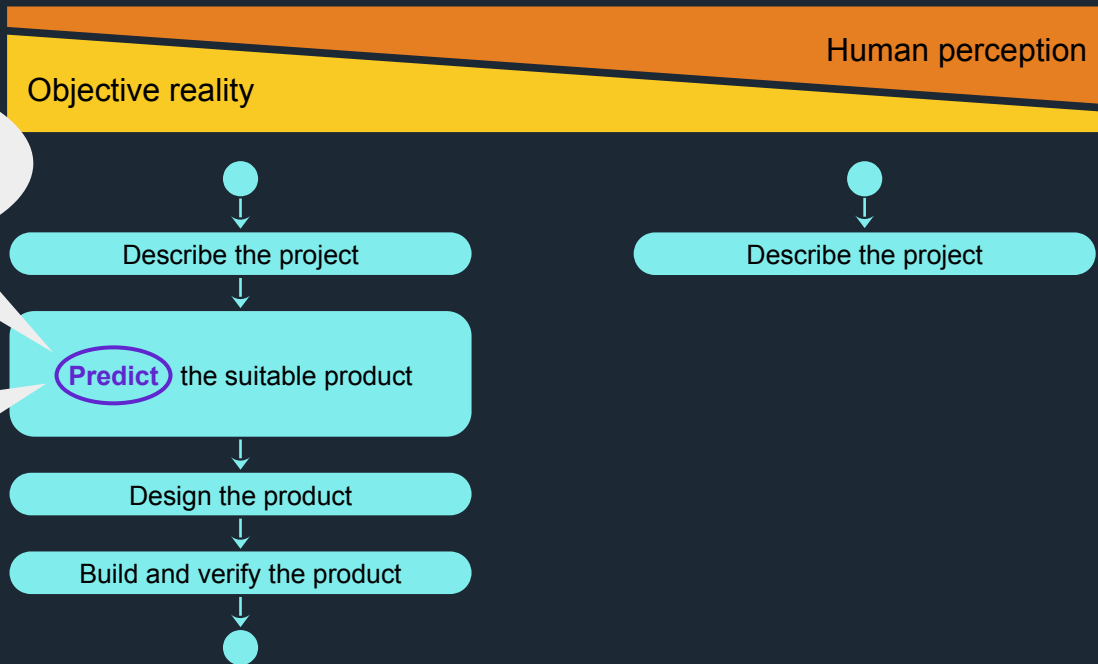 Human perception
Objective reality
Describe the project
Describe the project
Predict the suitable product
Design the product
Build and verify the product